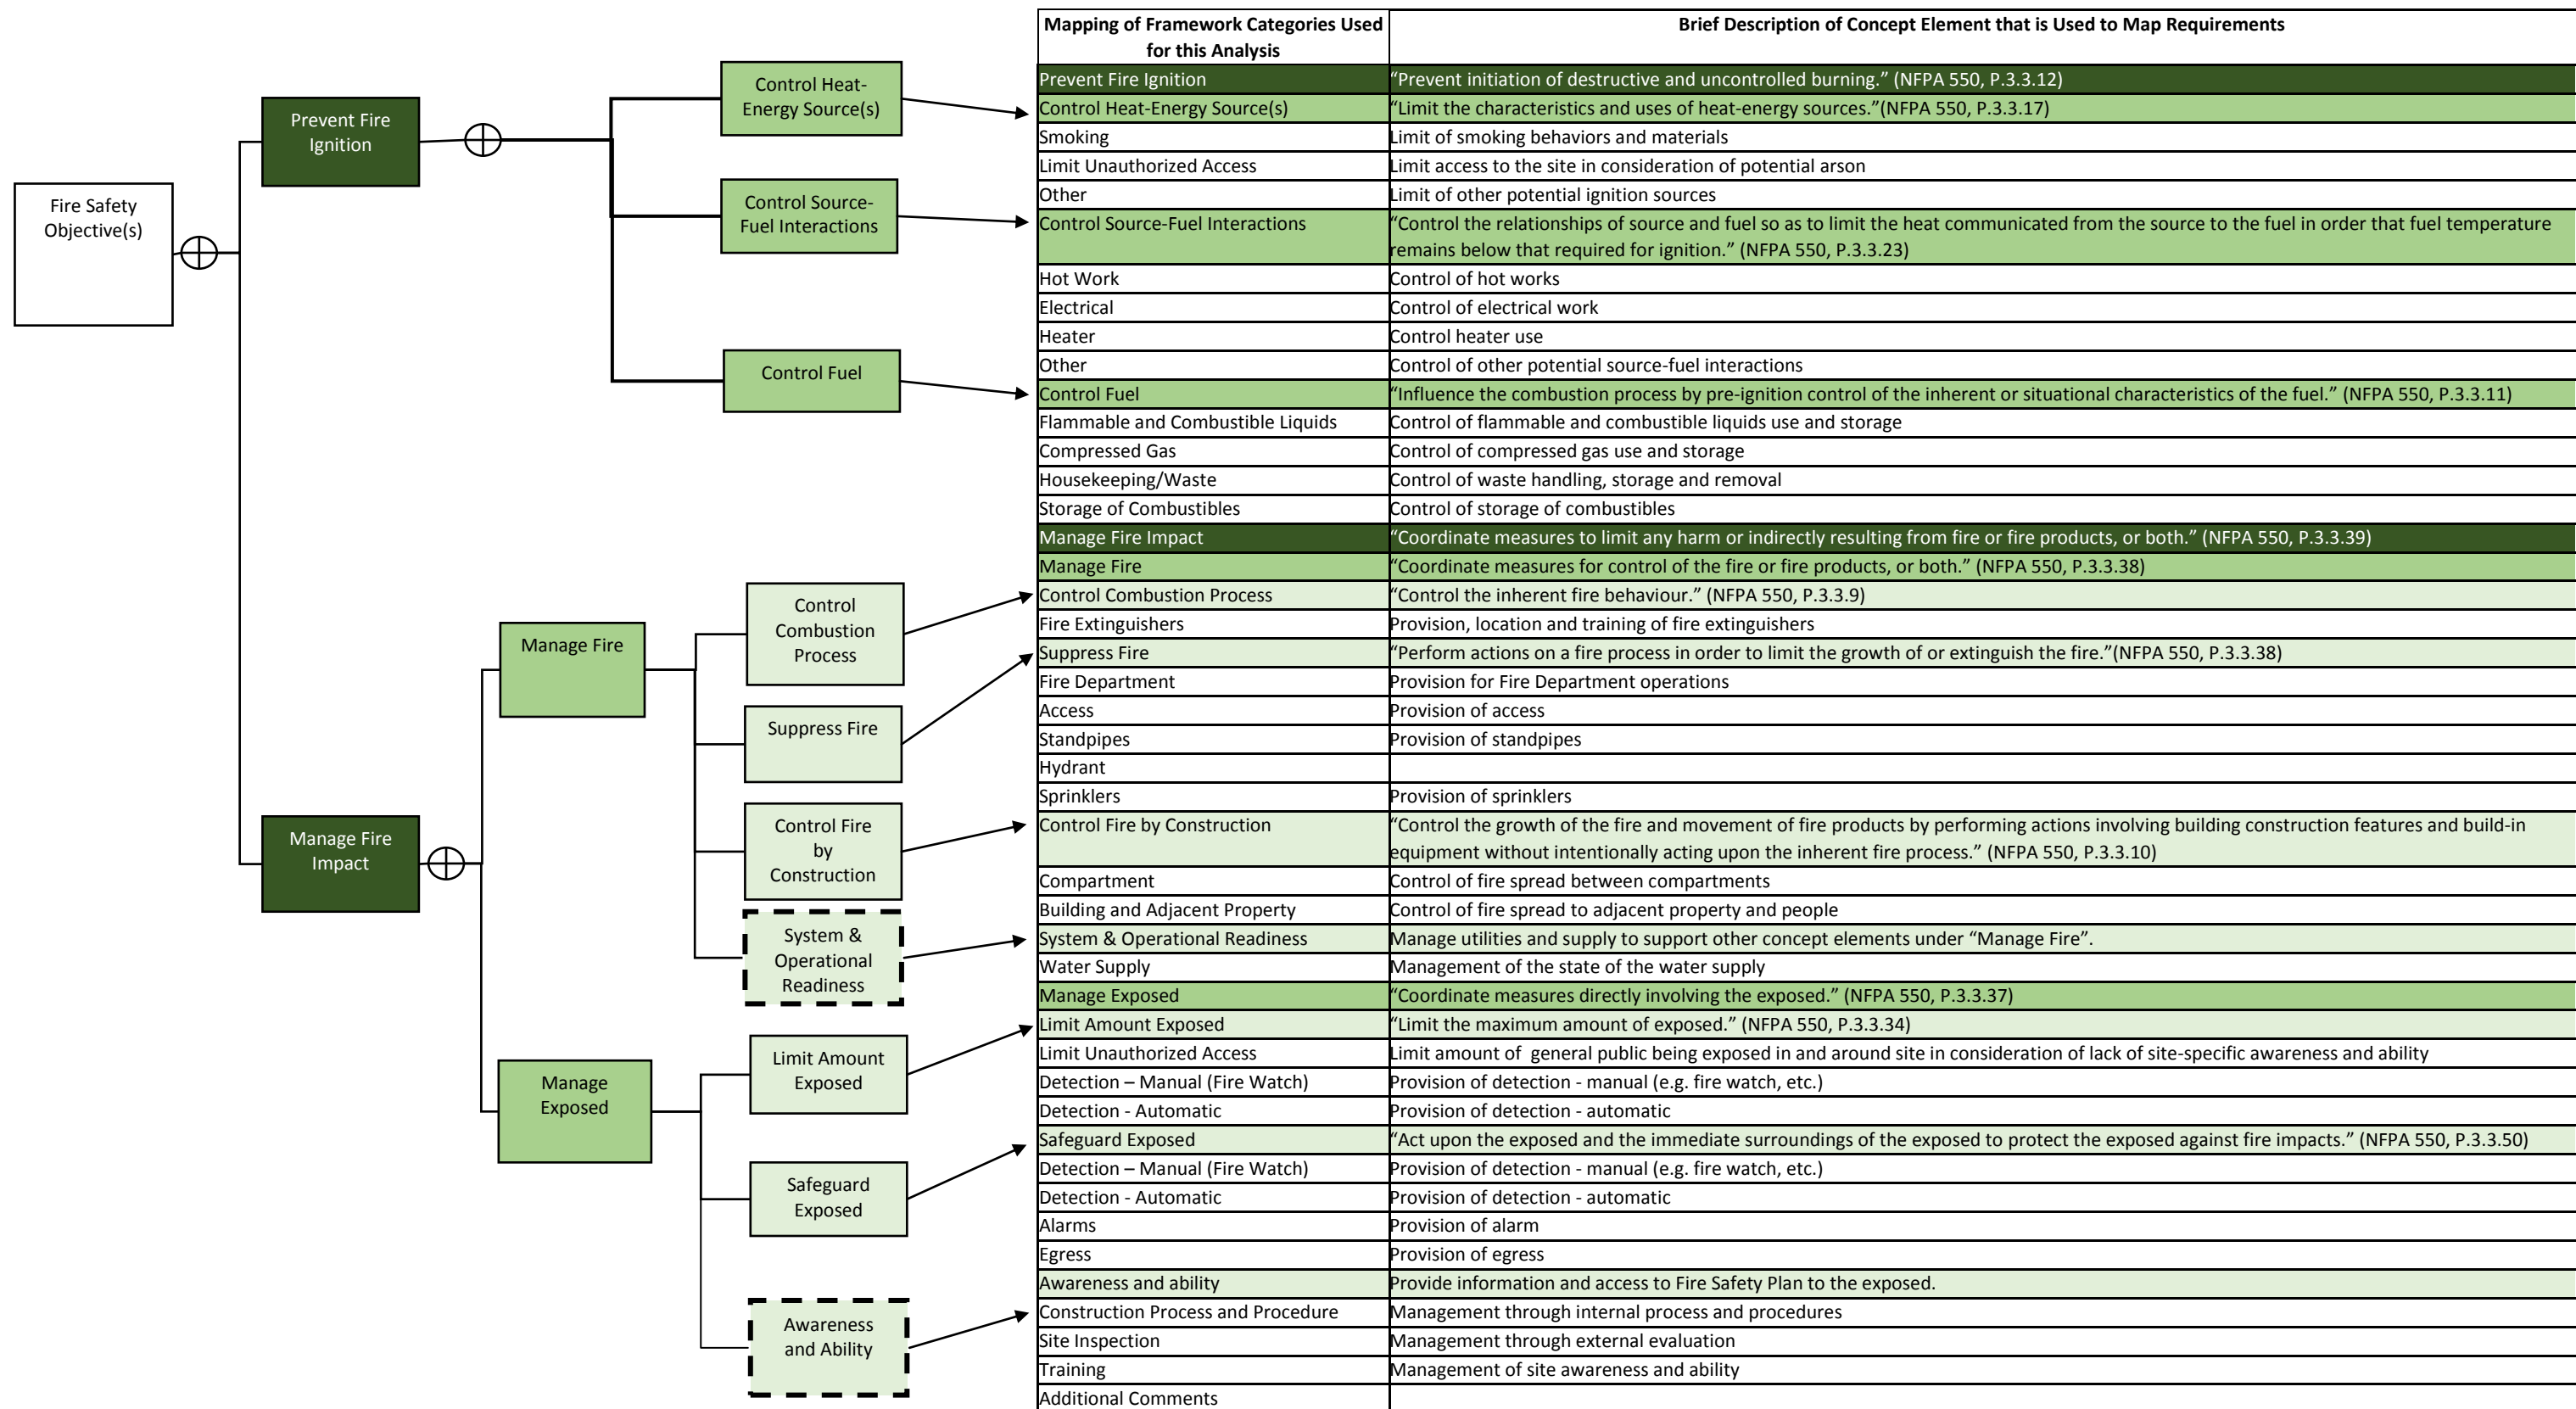 Fire Safety
Objective(s)
Prevent Fire
Ignition
Manage Fire
Impact
Control Heat-
Energy Source(s)
Control Source-
Fuel Interactions
Control Fuel
Manage Fire
Control
Combustion
Process
Suppress Fire
Control Fire
by
Construction
System &
Operational
Readiness
Manage
Exposed
Limit Amount
Exposed
Safeguard
Exposed
Awareness
and Ability
Mapping of Framework Categories Used
for this Analysis
Brief Description of Concept Element that is Used to Map Requirements
Prevent Fire Ignition
“Prevent initiation of destructive and uncontrolled burning.” (NFPA 550, P.3.3.12)
Control Heat-Energy Source(s)
“Limit the characteristics and uses of heat-energy sources.”(NFPA 550, P.3.3.17)
Smoking
Limit of smoking behaviors and materials
Limit Unauthorized Access
Limit access to the site in consideration of potential arson
Other
Limit of other potential ignition sources
Control Source-Fuel Interactions
“Control the relationships of source and fuel so as to limit the heat communicated from the source to the fuel in order that fuel temperature
remains below that required for ignition.” (NFPA 550, P.3.3.23)
Hot Work
Control of hot works
Electrical
Control of electrical work
Heater
Control heater use
Other
Control of other potential source-fuel interactions
Control Fuel
“Influence the combustion process by pre-ignition control of the inherent or situational characteristics of the fuel.” (NFPA 550, P.3.3.11)
Flammable and Combustible Liquids
Control of flammable and combustible liquids use and storage
Compressed Gas
Control of compressed gas use and storage
Housekeeping/Waste
Control of waste handling, storage and removal
Storage of Combustibles
Control of storage of combustibles
Manage Fire Impact
“Coordinate measures to limit any harm or indirectly resulting from fire or fire products, or both.” (NFPA 550, P.3.3.39)
Manage Fire
“Coordinate measures for control of the fire or fire products, or both.” (NFPA 550, P.3.3.38)
Control Combustion Process
“Control the inherent fire behaviour.” (NFPA 550, P.3.3.9)
Fire Extinguishers
Provision, location and training of fire extinguishers
Suppress Fire
“Perform actions on a fire process in order to limit the growth of or extinguish the fire.”(NFPA 550, P.3.3.38)
Fire Department
Provision for Fire Department operations
Access
Provision of access
Standpipes
Provision of standpipes
Hydrant
Sprinklers
Provision of sprinklers
Control Fire by Construction
“Control the growth of the fire and movement of fire products by performing actions involving building construction features and build-in
equipment without intentionally acting upon the inherent fire process.” (NFPA 550, P.3.3.10)
Compartment
Control of fire spread between compartments
Building and Adjacent Property
Control of fire spread to adjacent property and people
System & Operational Readiness
Manage utilities and supply to support other concept elements under “Manage Fire”.
Water Supply
Management of the state of the water supply
Manage Exposed
“Coordinate measures directly involving the exposed.” (NFPA 550, P.3.3.37)
Limit Amount Exposed
“Limit the maximum amount of exposed.” (NFPA 550, P.3.3.34)
Limit Unauthorized Access
Limit amount of general public being exposed in and around site in consideration of lack of site-specific awareness and ability
Detection – Manual (Fire Watch)
Provision of detection - manual (e.g. fire watch, etc.)
Detection - Automatic
Provision of detection - automatic
Safeguard Exposed
“Act upon the exposed and the immediate surroundings of the exposed to protect the exposed against fire impacts.” (NFPA 550, P.3.3.50)
Detection – Manual (Fire Watch)
Provision of detection - manual (e.g. fire watch, etc.)
Detection - Automatic
Provision of detection - automatic
Alarms
Provision of alarm
Egress
Provision of egress
Awareness and ability
Provide information and access to Fire Safety Plan to the exposed.
Construction Process and Procedure
Management through internal process and procedures
Site Inspection
Management through external evaluation
Training
Management of site awareness and ability
Additional Comments